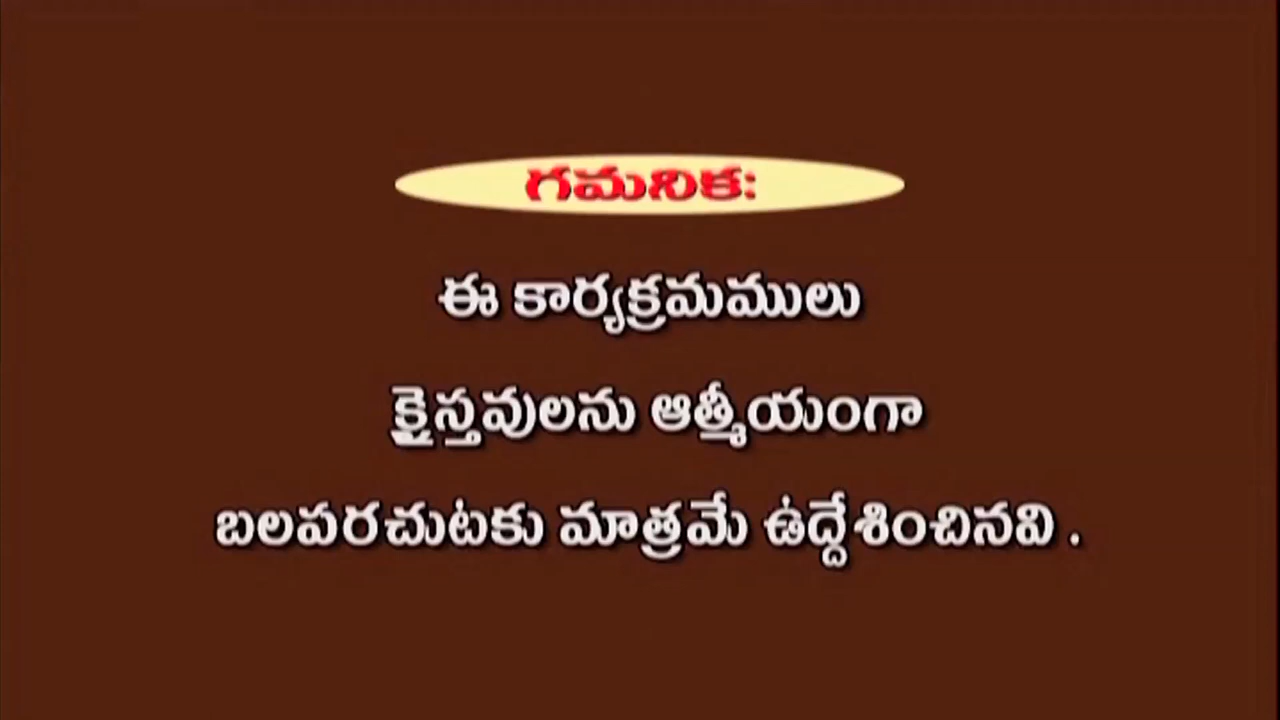 గమనిక:
ఈ కార్యక్రమములు
క్రైస్తవులను ఆత్మీయంగా
బలపరచుటకు మాత్రమే ఉద్దేశించినవి .